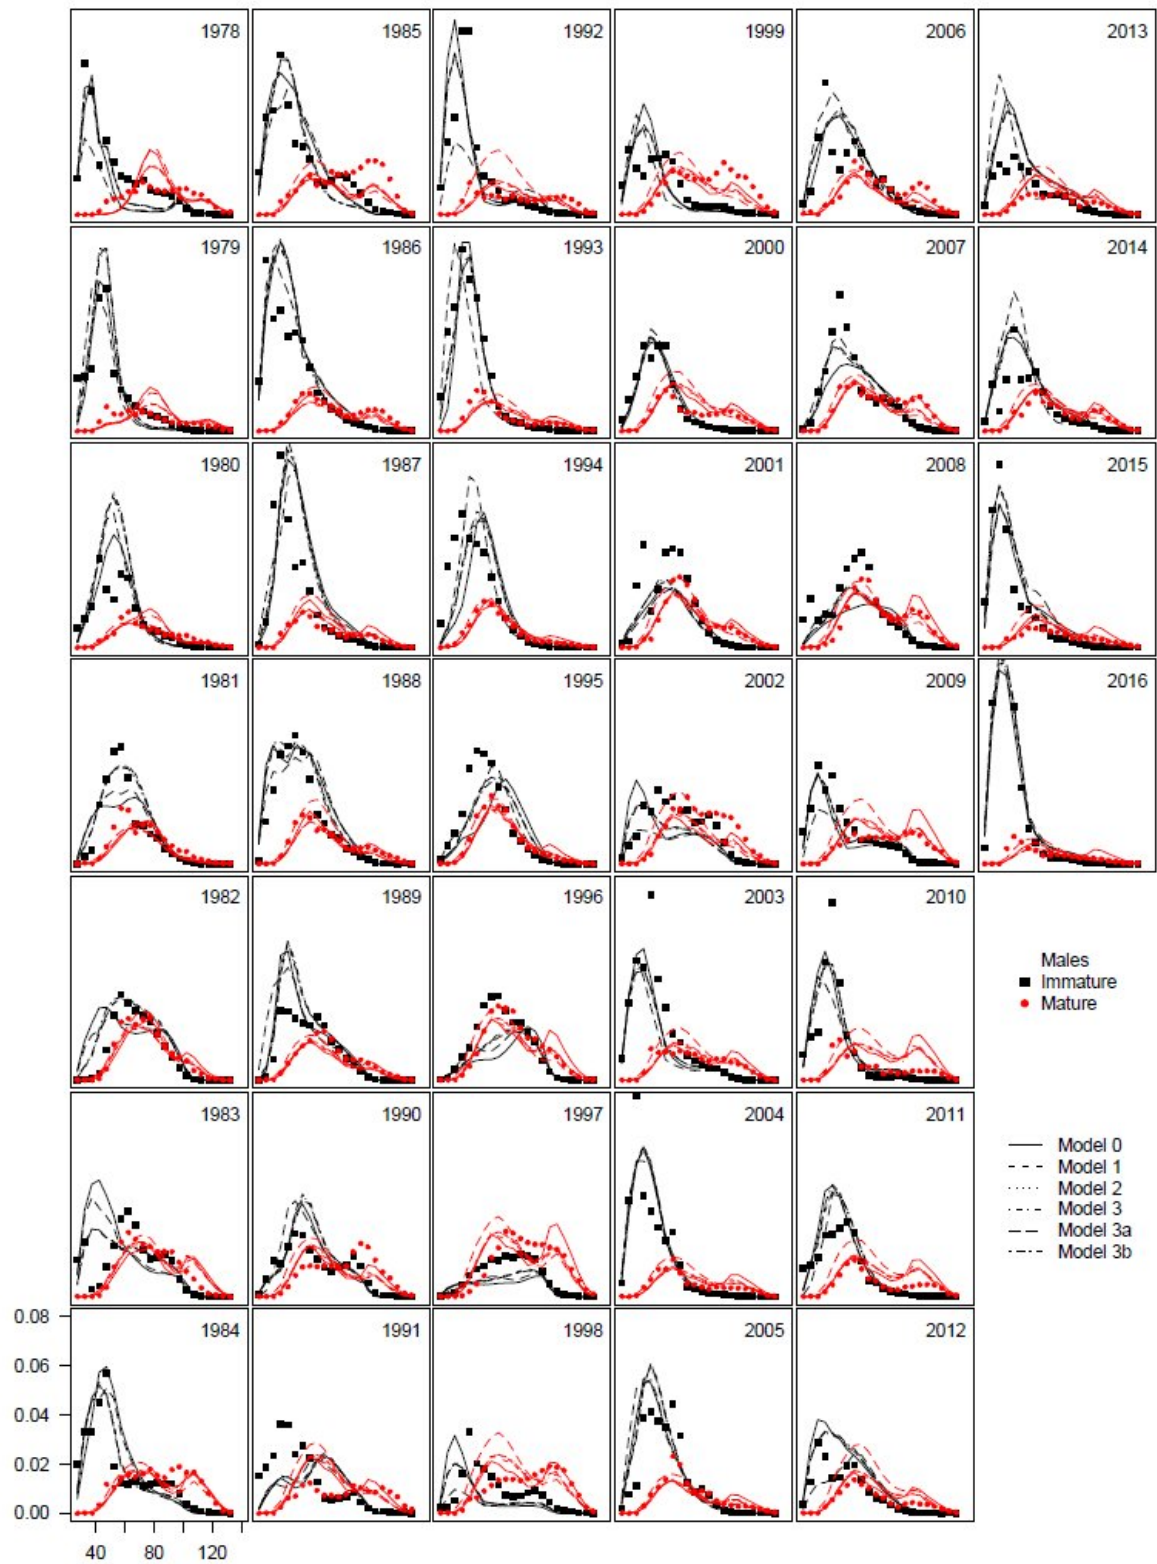 1978 1985 1992 1999 2006 2013
1979 1986 1993 2000 2007 2014
1980 1987 1994 2001 2008 2015
1981 1988 1995 2002 2009 2016
1982 1989 1996 2003 2010
Males
Immature
Mature
1983 1990 1997 2004 2011
Model 0
Model 1
Model 2
Model 3
Model 3a
Model 3b
1984 1991 1998 2005 2012
0.08
0.06
0.04
0.02
0.00
40 80 120